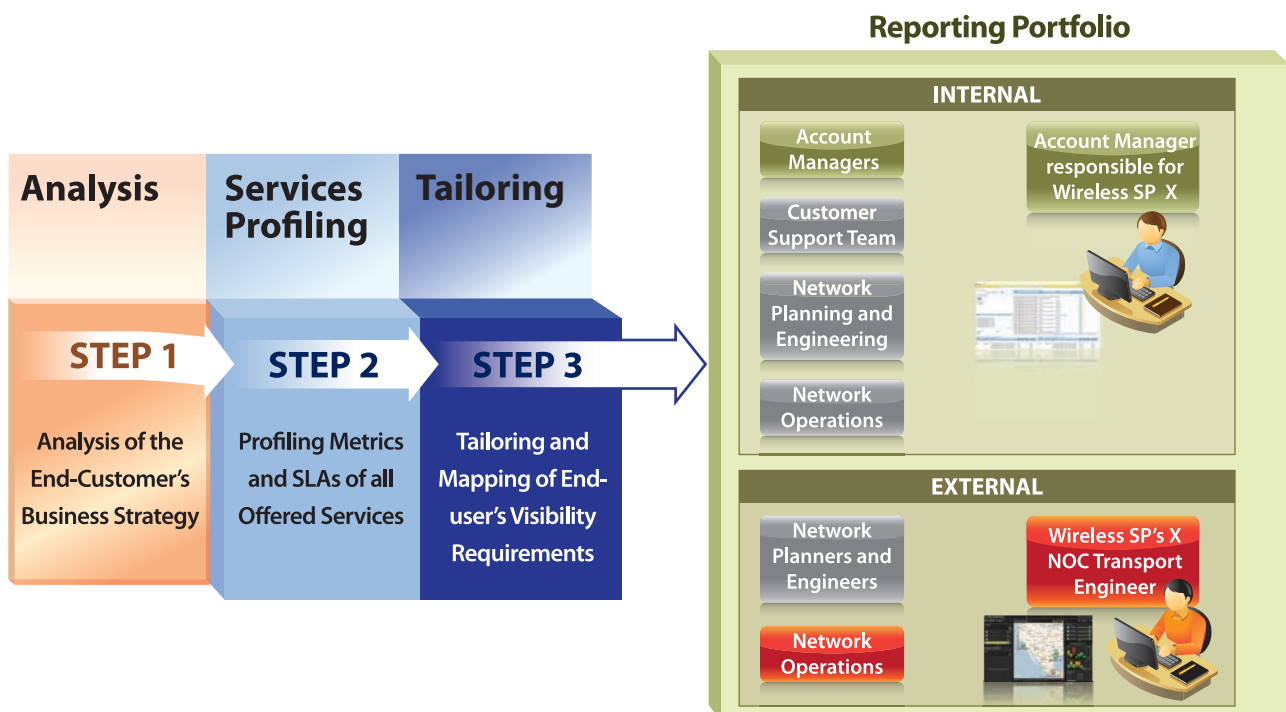 Reporting Portfolio
Analysis
Services
Profiling
Tailoring
STEP 1
STEP 2
STEP 3
Analysis of the
End-Customer's
Business Strategy
Profiling Metrics
and SLAs of all
Offered Services
Tailoring and
Mapping of End-
user's Visibility
Requirements
INTERNAL
Account
Managers
Customer
Support Team
Network
Planning and
Engineering
Network
Operations
Account Manager
responsible for
Wireless SP X
EXTERNAL
Network
Planners and
Engineers
Network
Operations
Wireless SP's X
NOC Transport
Engineer